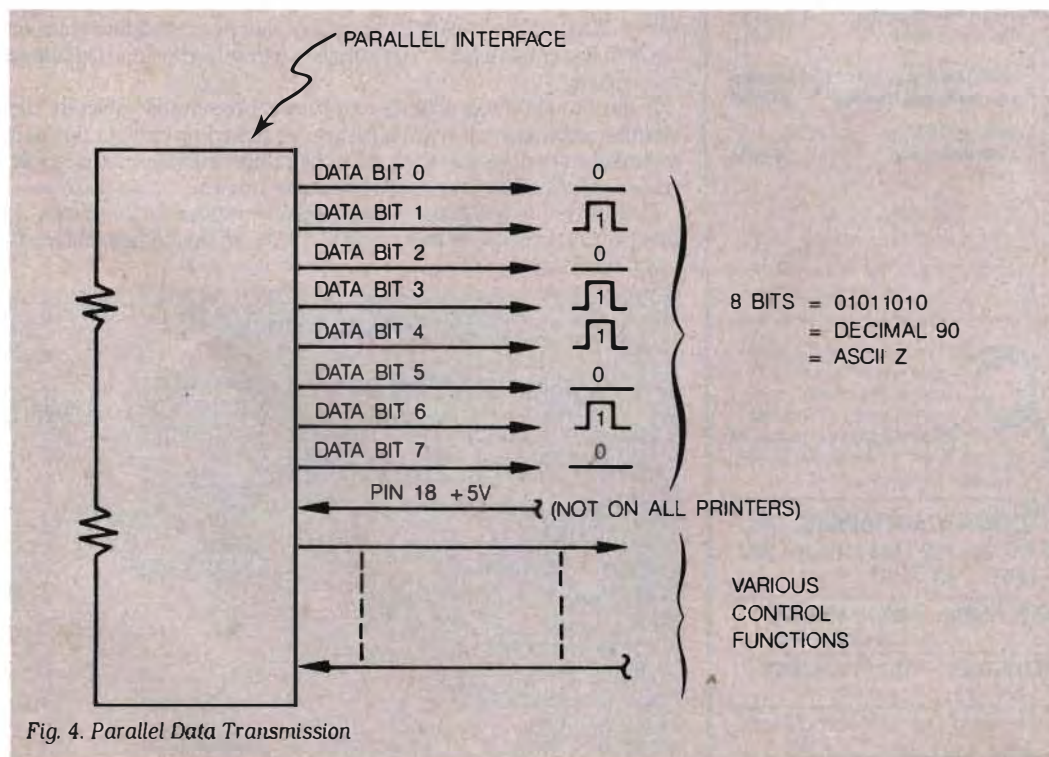 PARALLEL INTERFACE
DATA BIT 0
0
DATA BIT 1
1
DATA BIT 2
0
DATA BIT 3
1
DATA BIT 4
1
DATA BIT 5
0
DATA BIT 6
1
DATA BIT 7
0
8 BITS = 01011010
= DECIMAL 90
= ASCII Z
PIN 18 +5V
(NOT ON ALL PRINTERS)
VARIOUS
CONTROL
FUNCTIONS
Fig. 4. Parallel Data Transmission